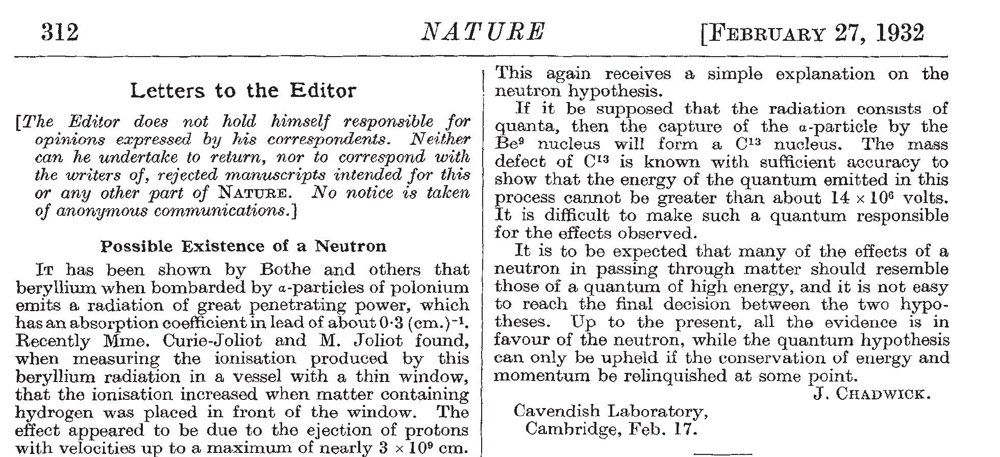 312 NATURE [FEBRUARY 27, 1932
Letters to the Editor
[The Editor does not hold himself responsible for
opinions expressed by his correspondents. Neither
can he undertake to return, nor to correspond with
the writers of, rejected manuscripts intended for this
or any other part of NATURE. No notice is taken
of anonymous communications.]
Possible Existence of a Neutron
IT has been shown by Bothe and others that
beryllium when bombarded by α-particles of polonium
emits a radiation of great penetrating power, which
has an absorption coefficient in lead of about 0·3 (cm.)⁻¹.
Recently Mme. Curie-Joliot and M. Joliot found,
when measuring the ionisation produced by this
beryllium radiation in a vessel with a thin window,
that the ionisation increased when matter containing
hydrogen was placed in front of the window. The
effect appeared to be due to the ejection of protons
with velocities up to a maximum of nearly 3 × 10⁹ cm.
This again receives a simple explanation on the
neutron hypothesis.
If it be supposed that the radiation consists of
quanta, then the capture of the α-particle by the
Be⁹ nucleus will form a C¹³ nucleus. The mass
defect of C¹³ is known with sufficient accuracy to
show that the energy of the quantum emitted in this
process cannot be greater than about 14 × 10⁶ volts.
It is difficult to make such a quantum responsible
for the effects observed.
It is to be expected that many of the effects of a
neutron in passing through matter should resemble
those of a quantum of high energy, and it is not easy
to reach the final decision between the two hypo-
theses. Up to the present, all the evidence is in
favour of the neutron, while the quantum hypothesis
can only be upheld if the conservation of energy and
momentum be relinquished at some point.
J. CHADWICK.
Cavendish Laboratory,
Cambridge, Feb. 17.